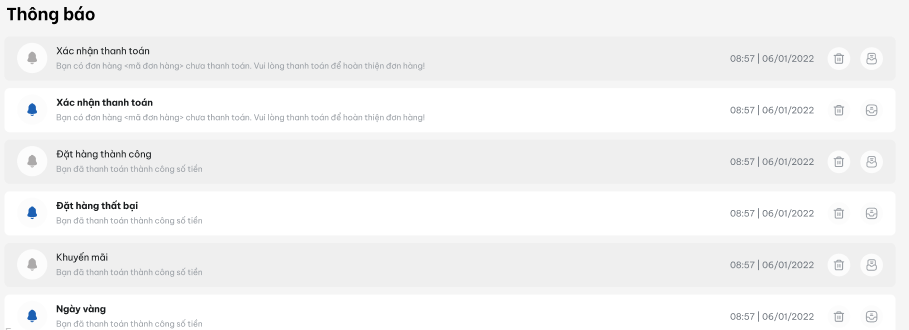 Thông báo
Xác nhận thanh toán
Bạn có đơn hàng <mã đơn hàng> chưa thanh toán. Vui lòng thanh toán để hoàn thiện đơn hàng!
08:57 | 06/01/2022
Xác nhận thanh toán
Bạn có đơn hàng <mã đơn hàng> chưa thanh toán. Vui lòng thanh toán để hoàn thiện đơn hàng!
08:57 | 06/01/2022
Đặt hàng thành công
Bạn đã thanh toán thành công số tiền
08:57 | 06/01/2022
Đặt hàng thất bại
Bạn đã thanh toán thành công số tiền
08:57 | 06/01/2022
Khuyến mãi
Bạn đã thanh toán thành công số tiền
08:57 | 06/01/2022
Ngày vàng
Bạn đã thanh toán thành công số tiền
08:57 | 06/01/2022